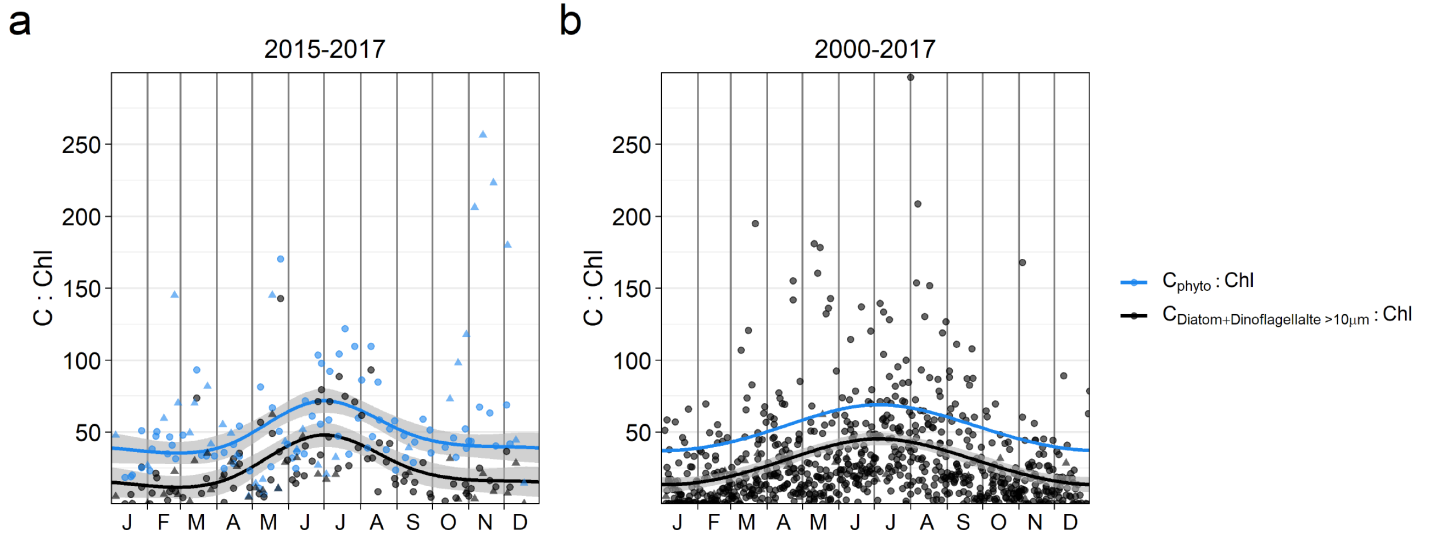 a
2015-2017
C : Chl
250
200
150
100
50
J F M A M J J A S O N D
b
2000-2017
C : Chl
250
200
150
100
50
J F M A M J J A S O N D
Cphyto : Chl
CDiatom+Dinoflagellalte >10μm : Chl